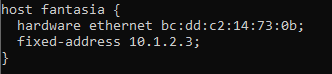 host fantasia {
  hardware ethernet bc:dd:c2:14:73:0b;
  fixed-address 10.1.2.3;
}